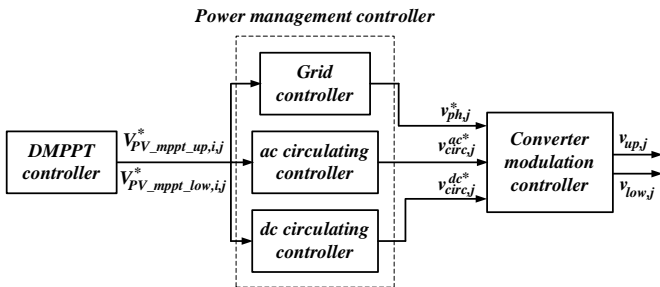 Power management controller
Grid
controller
DMPPT
controller
V*PV_mppt_up,i,j
V*PV_mppt_low,i,j
ac circulating
controller
dc circulating
controller
v*ph,j
vac*circ,j
vdc*circ,j
Converter
modulation
controller
vup,j
vlow,j